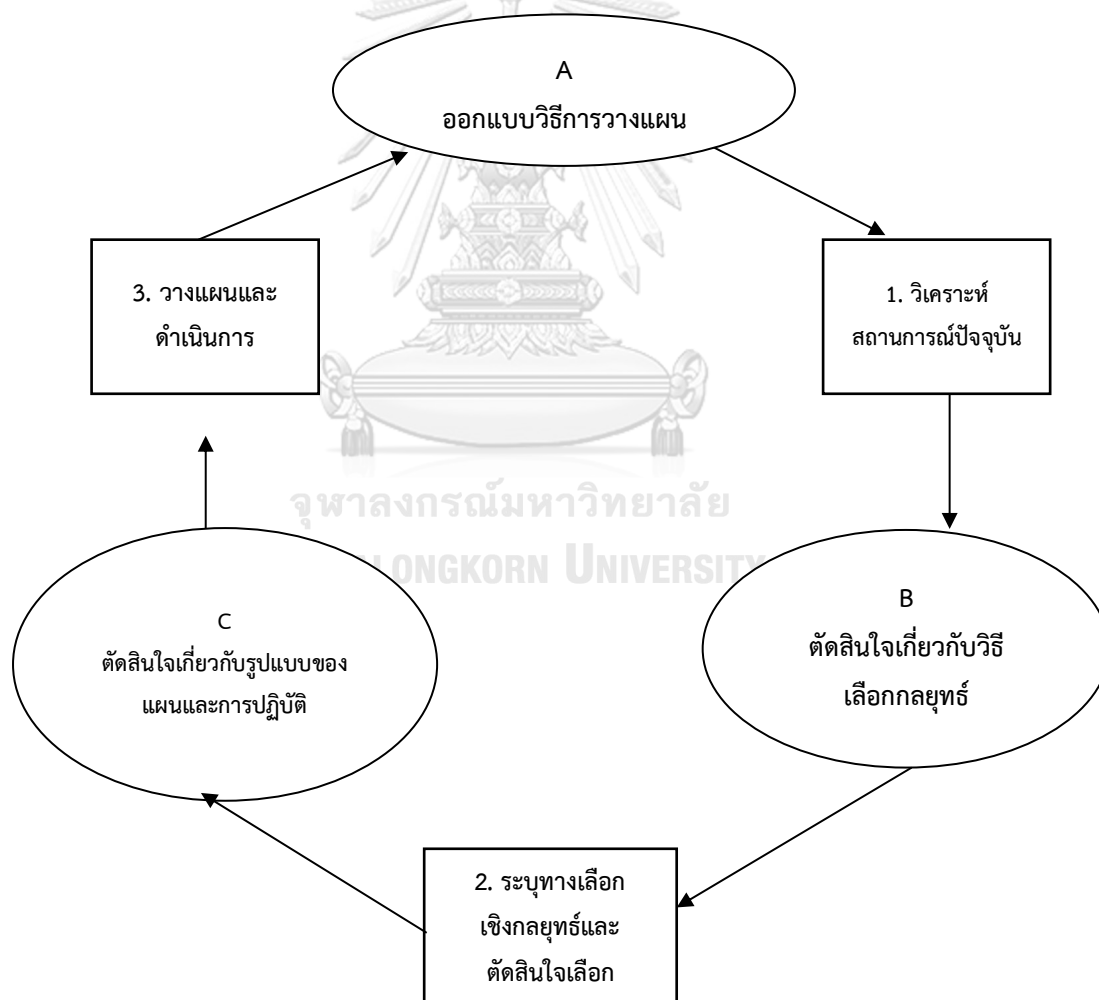 A
ออกแบบวิธีการวางแผน
3. วางแผนและ
ดำเนินการ
1. วิเคราะห์
สถานการณ์ปัจจุบัน
จุฬาลงกรณ์มหาวิทยาลัย
LONGKORN UNIVERSITY
C
ตัดสินใจเกี่ยวกับรูปแบบของ
แผนและการปฏิบัติ
B
ตัดสินใจเกี่ยวกับวิธี
เลือกกลยุทธ์
2. ระบุทางเลือก
เชิงกลยุทธ์และ
ตัดสินใจเลือก